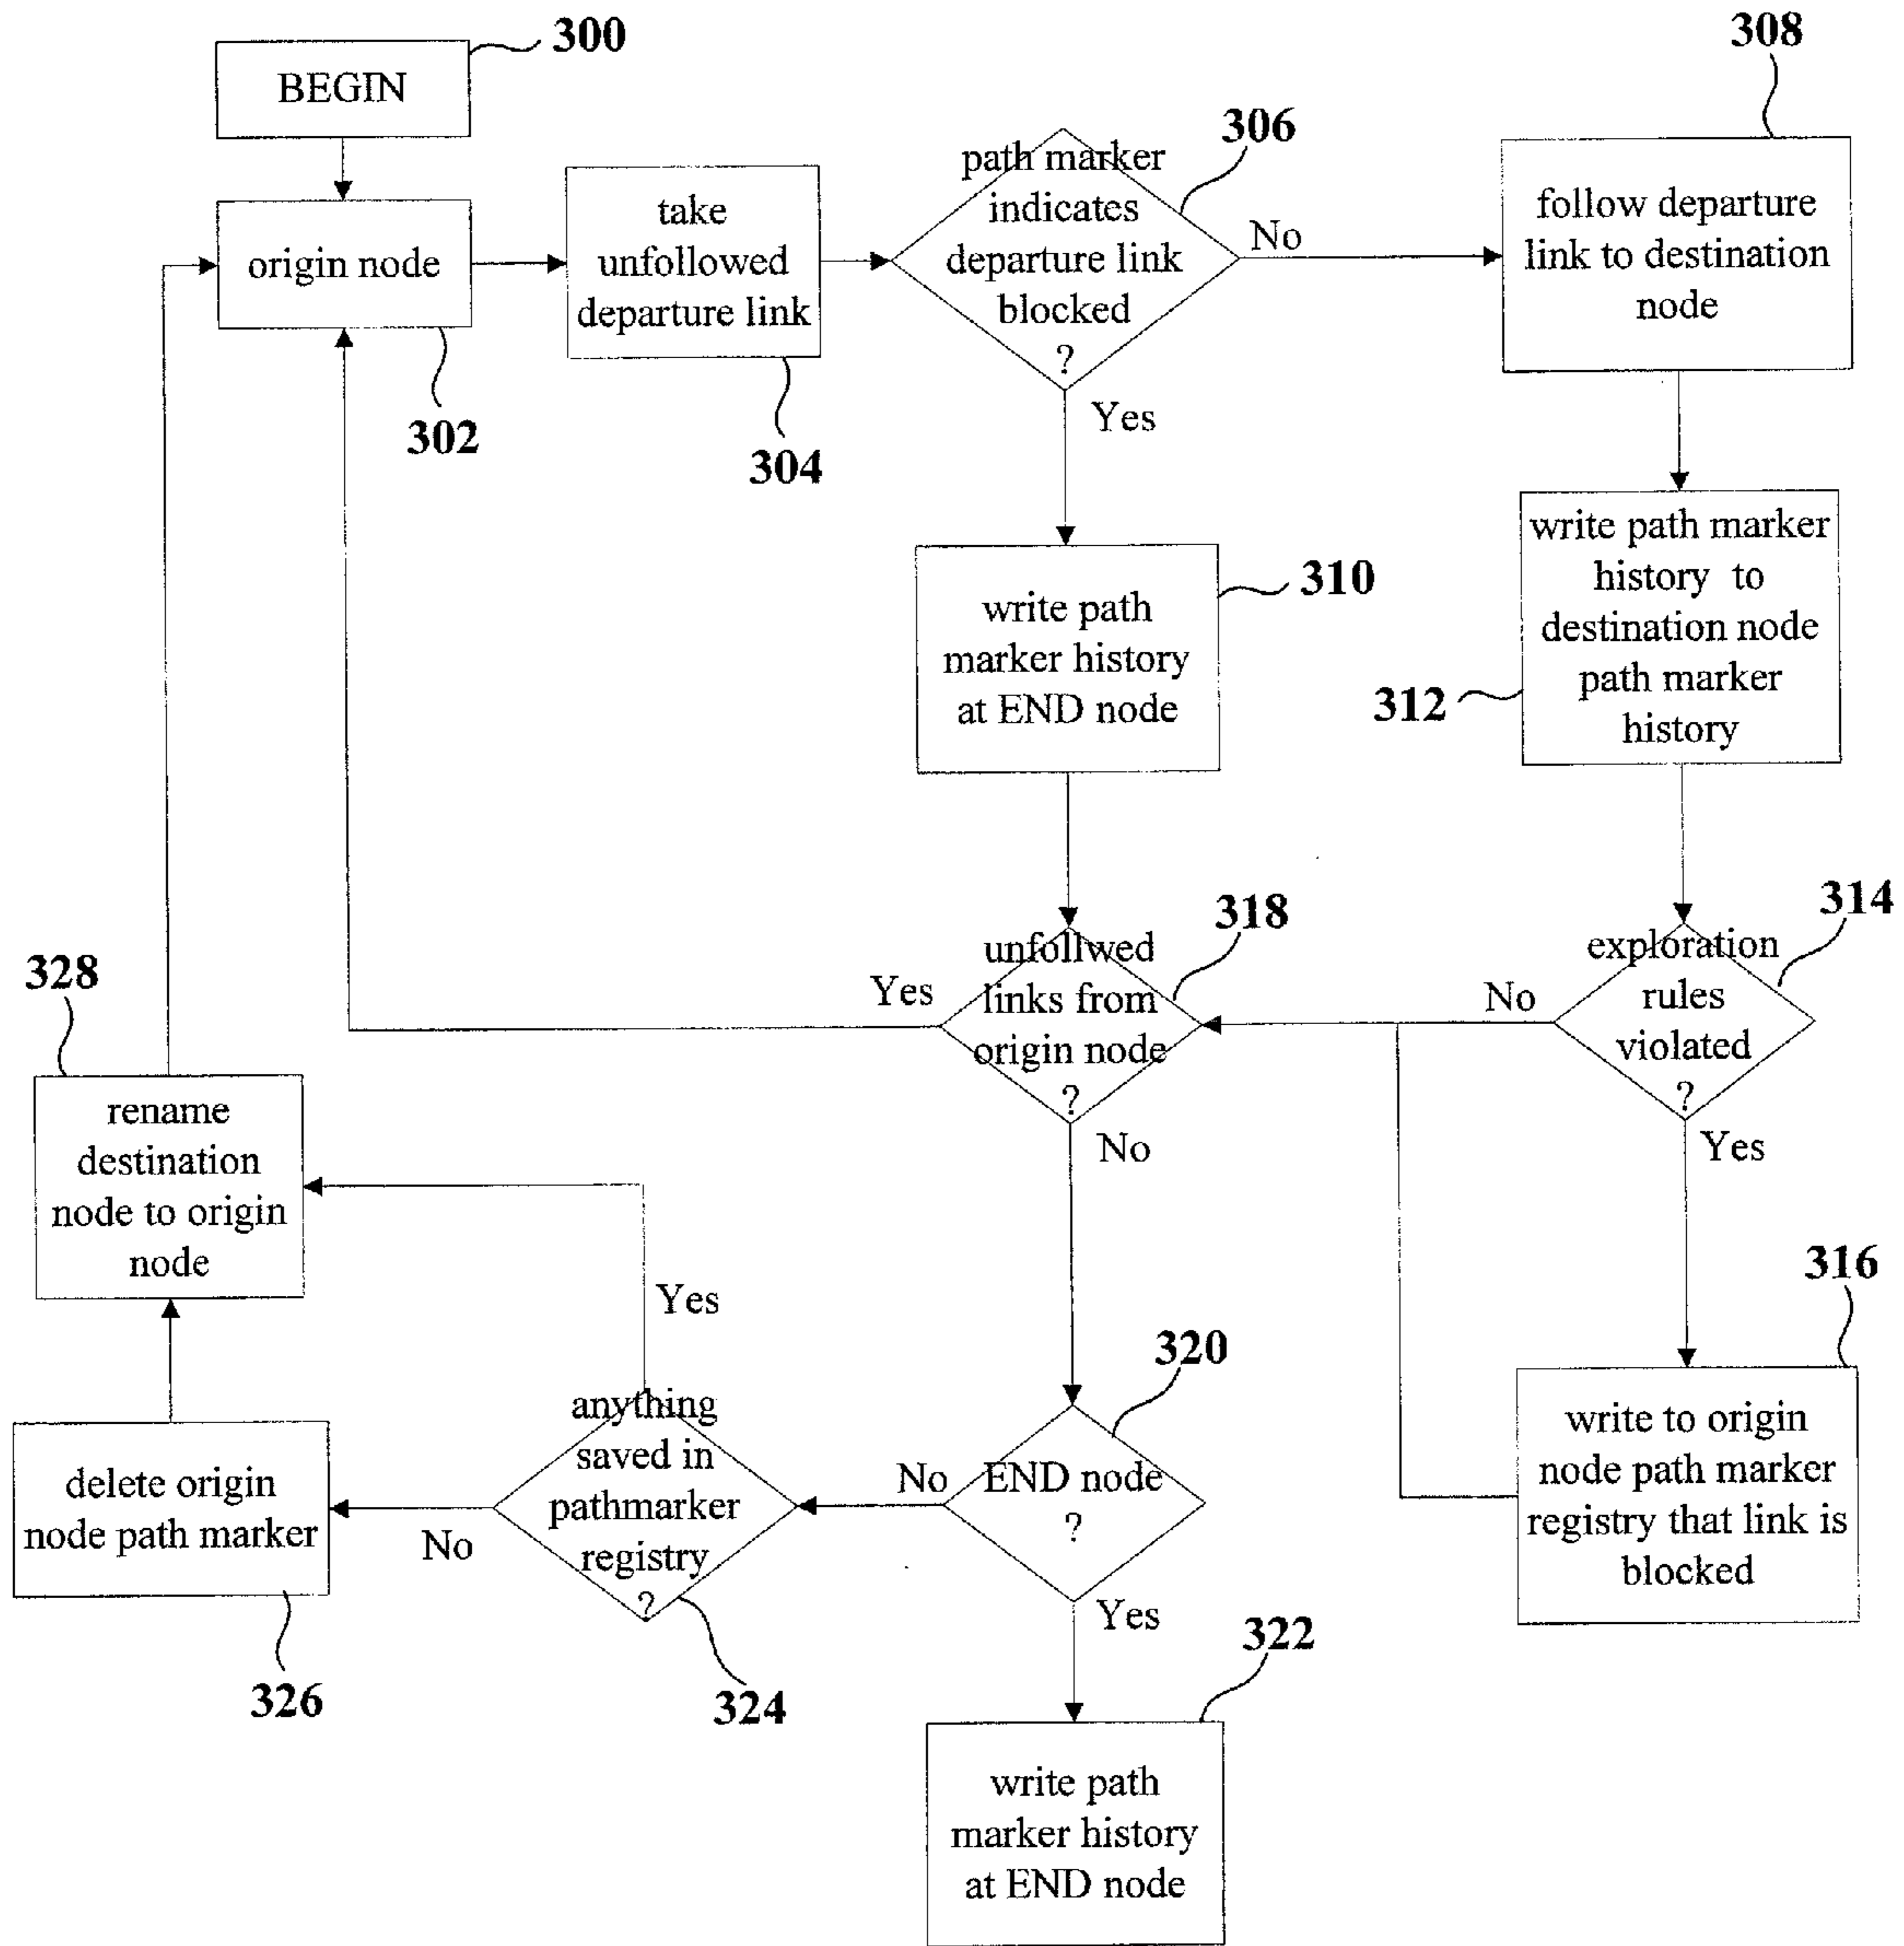 300
BEGIN
308
306
path marker
indicates
departure link
blocked
?
No
Yes
take
unfollowed
departure link
origin node
follow departure
link to destination
node
302
304
write path marker
history to
destination node
path marker
history
312
310
write path
marker history
at END node
318
314
unfollwed
links from
origin node
?
Yes
No
exploration
rules
violated
?
No
Yes
328
rename
destination
node to origin
node
316
write to origin
node path marker
registry that link is
blocked
320
END node
?
No
Yes
Yes
anything
saved in
pathmarker
registry
?
No
324
delete origin
node path marker
326
322
write path
marker history
at END node